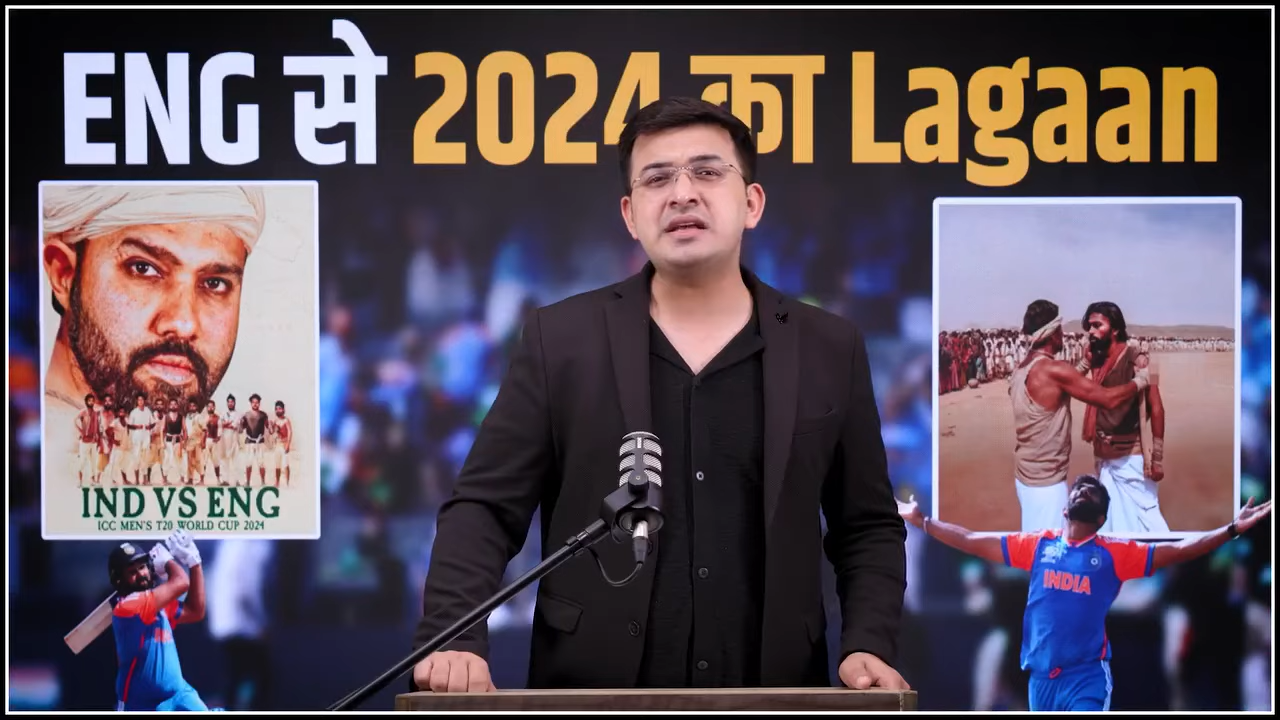 ENG से 2024 का Lagaan
IND VS ENG
ICC MEN'S T20 WORLD CUP 2024
INDIA